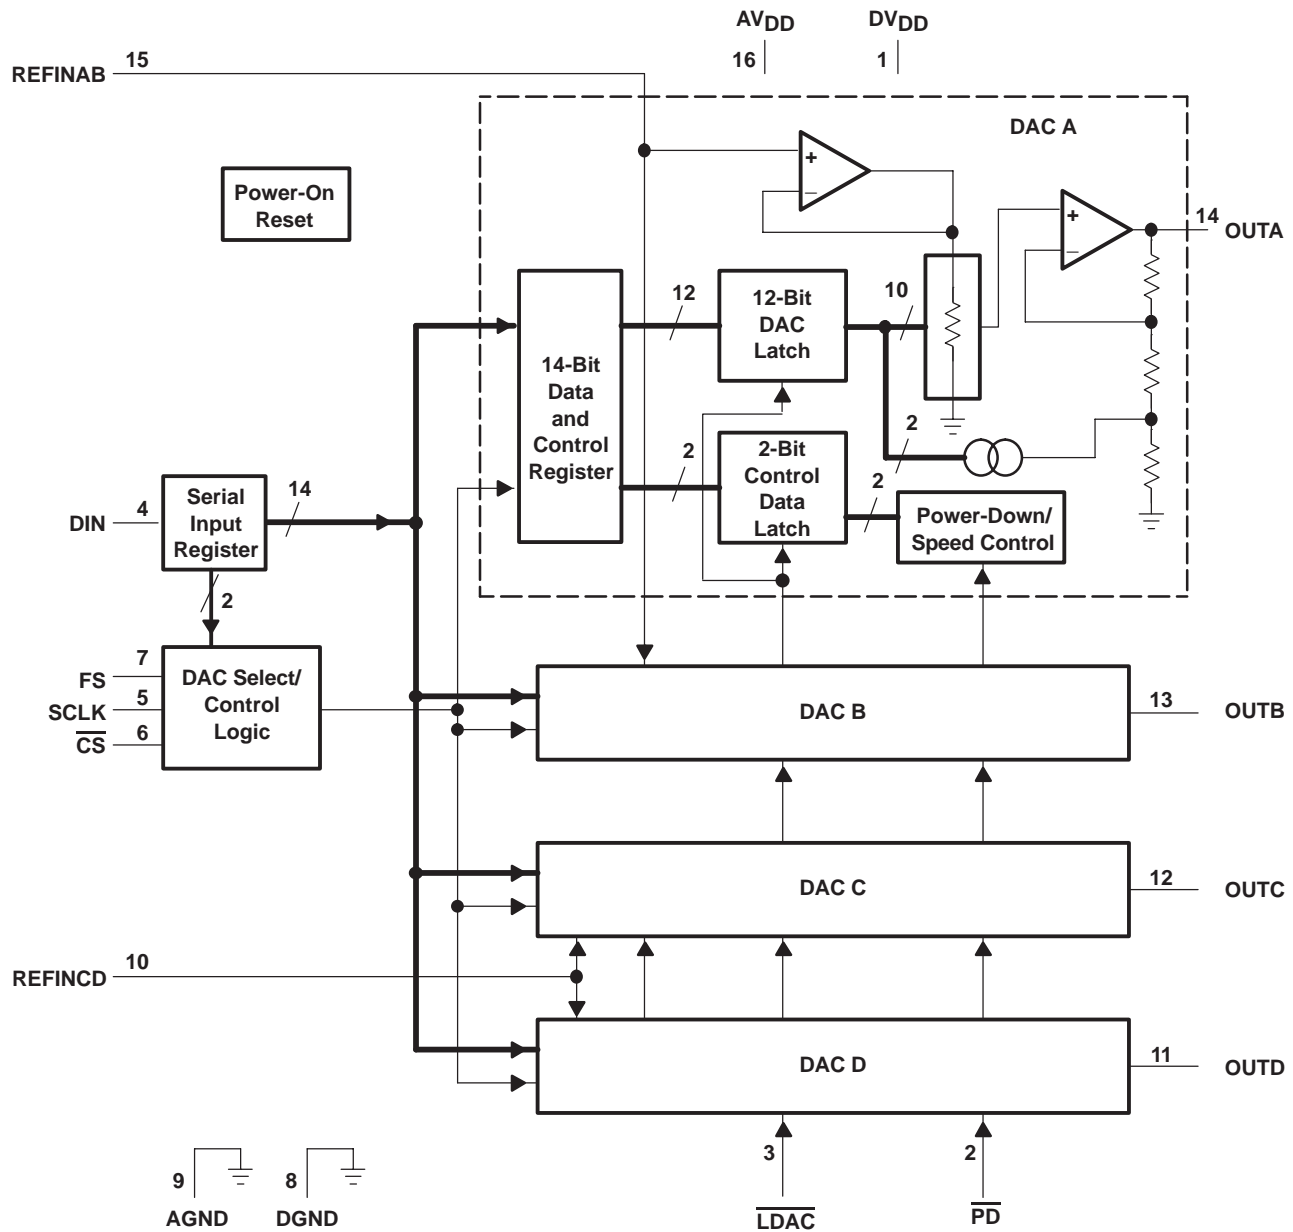 AVDD
DVDD
16
1
REFINAB
15
DAC A
Power-On
Reset
+
−
+
−
14
OUTA
12
12-Bit
DAC
Latch
10
14-Bit
Data
and
Control
Register
2
2-Bit
Control
Data
Latch
2
2
Power-Down/
Speed Control
DIN
4
Serial
Input
Register
14
2
FS
7
SCLK
5
CS
6
DAC Select/
Control
Logic
DAC B
13
OUTB
DAC C
12
OUTC
REFINCD
10
DAC D
11
OUTD
9
AGND
8
DGND
3
LDAC
2
PD